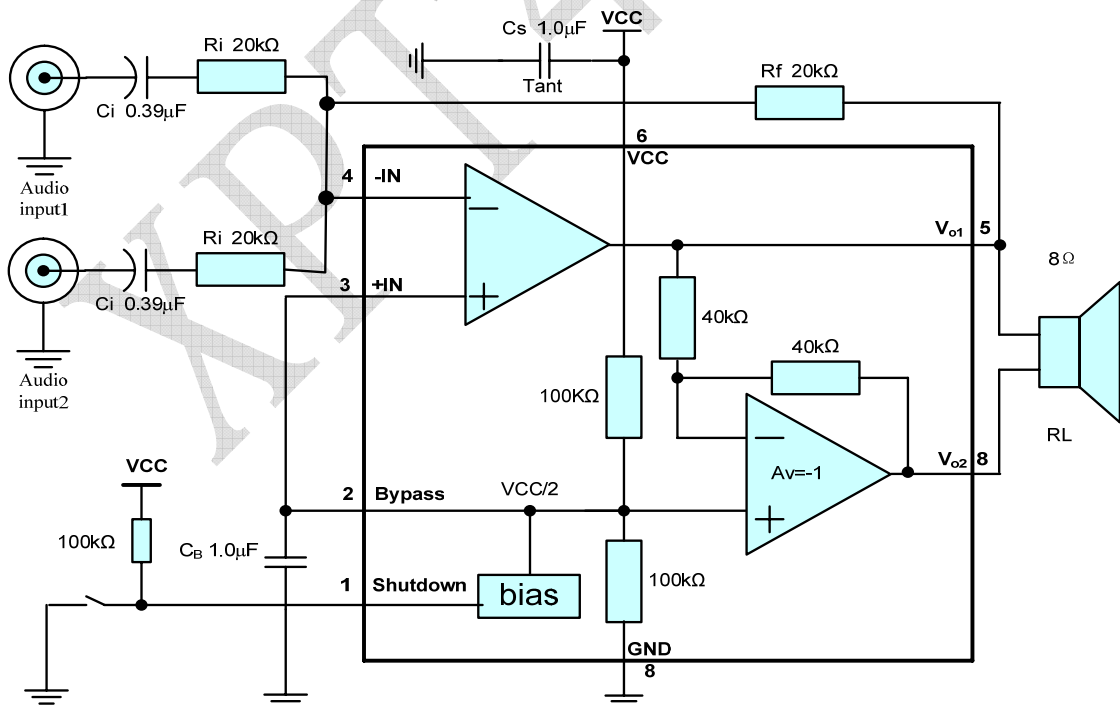 XPT
Cs 1.0μF
VCC
Tant
Ri 20kΩ
Ci 0.39μF
Rf 20kΩ
Audio
input1
6
VCC
4 -IN
−
Vo1 5
8Ω
Ri 20kΩ
Ci 0.39μF
3 +IN
+
Audio
input2
40kΩ
40kΩ
100KΩ
−
Av=-1
+
RL
Vo2 8
VCC
2 Bypass
VCC/2
100kΩ
CB 1.0μF
1 Shutdown
bias
100kΩ
GND
8